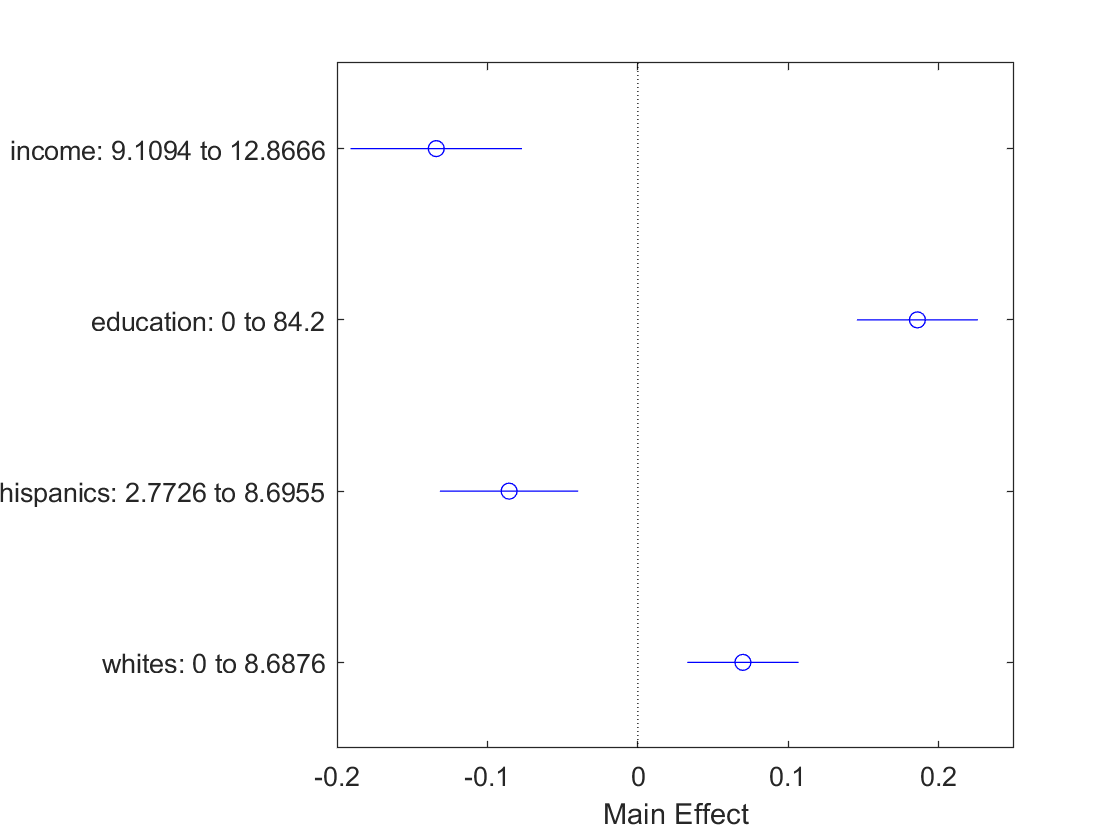 income: 9.1094 to 12.8666
education: 0 to 84.2
hispanics: 2.7726 to 8.6955
whites: 0 to 8.6876
-0.2 -0.1 0 0.1 0.2
Main Effect